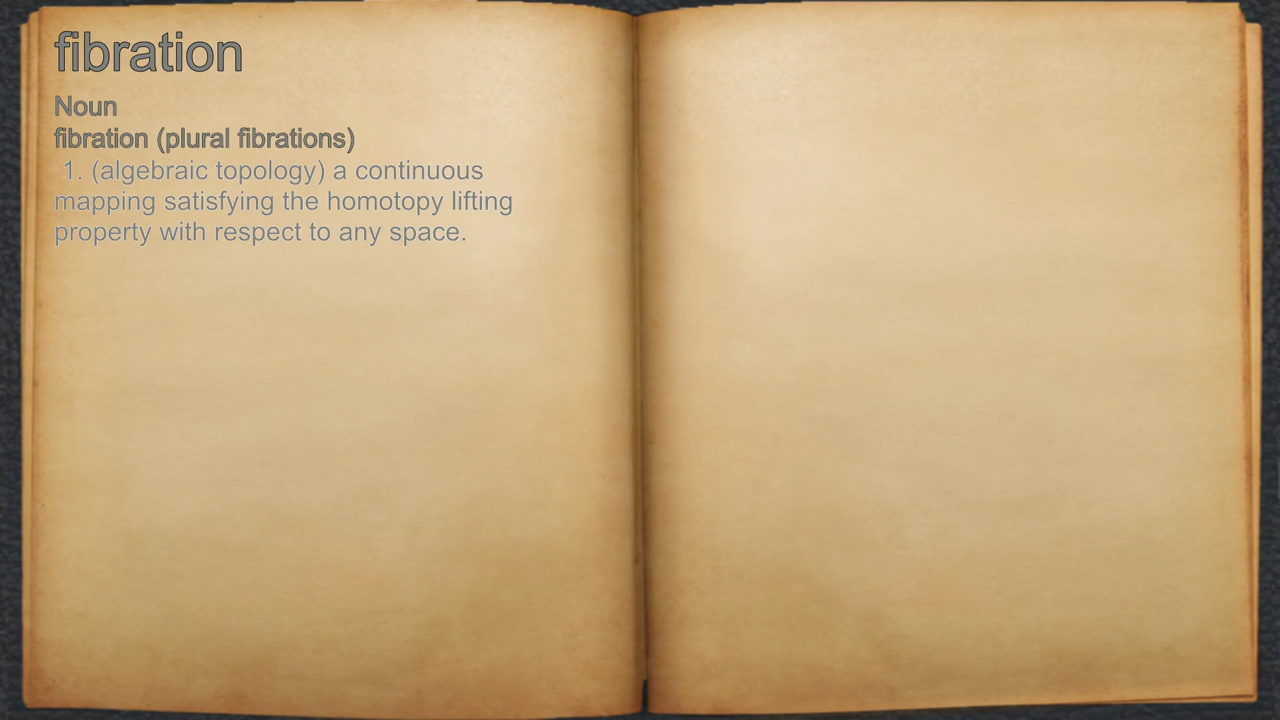 fibration
Noun
fibration (plural fibrations)
1. (algebraic topology) a continuous
mapping satisfying the homotopy lifting
property with respect to any space.